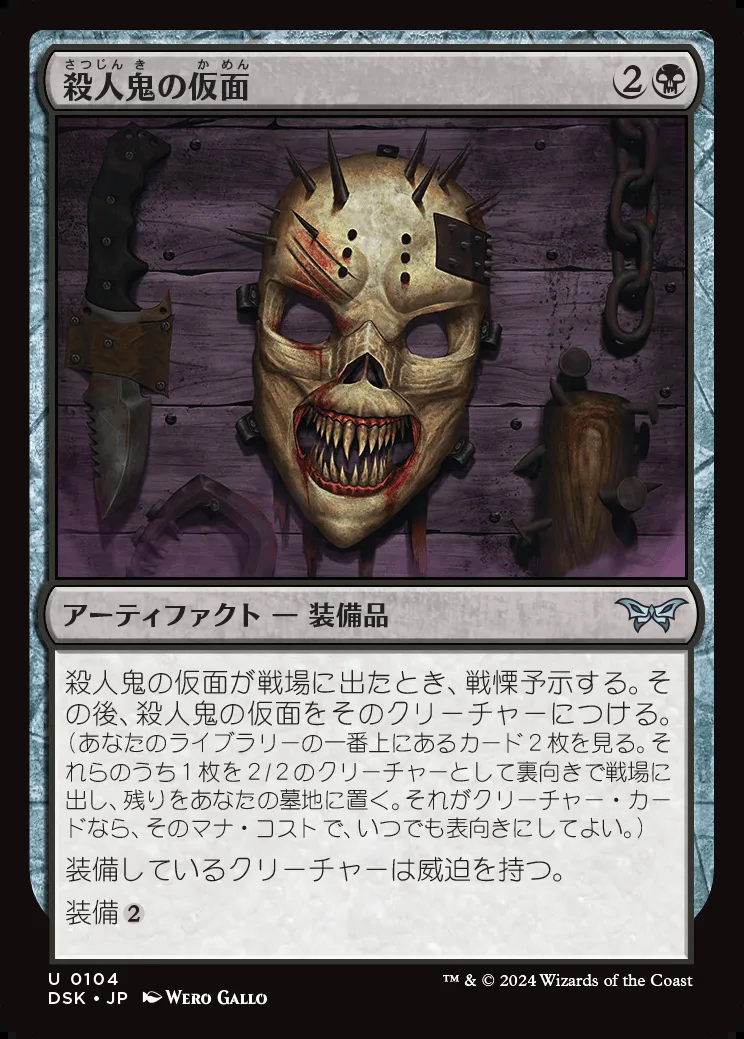 さつじんき かめん
殺人鬼の仮面 2
アーティファクト — 装備品
殺人鬼の仮面が戦場に出たとき、戦慄予示する。そ
の後、殺人鬼の仮面をそのクリーチャーにつける。
（あなたのライブラリーの一番上にあるカード２枚を見る。そ
れらのうち１枚を２/２のクリーチャーとして裏向きで戦場に
出し、残りをあなたの墓地に置く。それがクリーチャー・カー
ドなら、そのマナ・コストで、いつでも表向きにしてよい。）
装備しているクリーチャーは威迫を持つ。
装備 2
U 0104
DSK • JP WERO GALLO
™ & © 2024 Wizards of the Coast